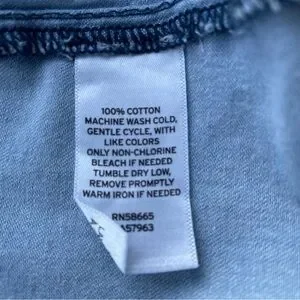 100% COTTON
MACHINE WASH COLD,
GENTLE CYCLE, WITH
LIKE COLORS
ONLY NON-CHLORINE
BLEACH IF NEEDED
TUMBLE DRY LOW,
REMOVE PROMPTLY
WARM IRON IF NEEDED
RN58665
A57963